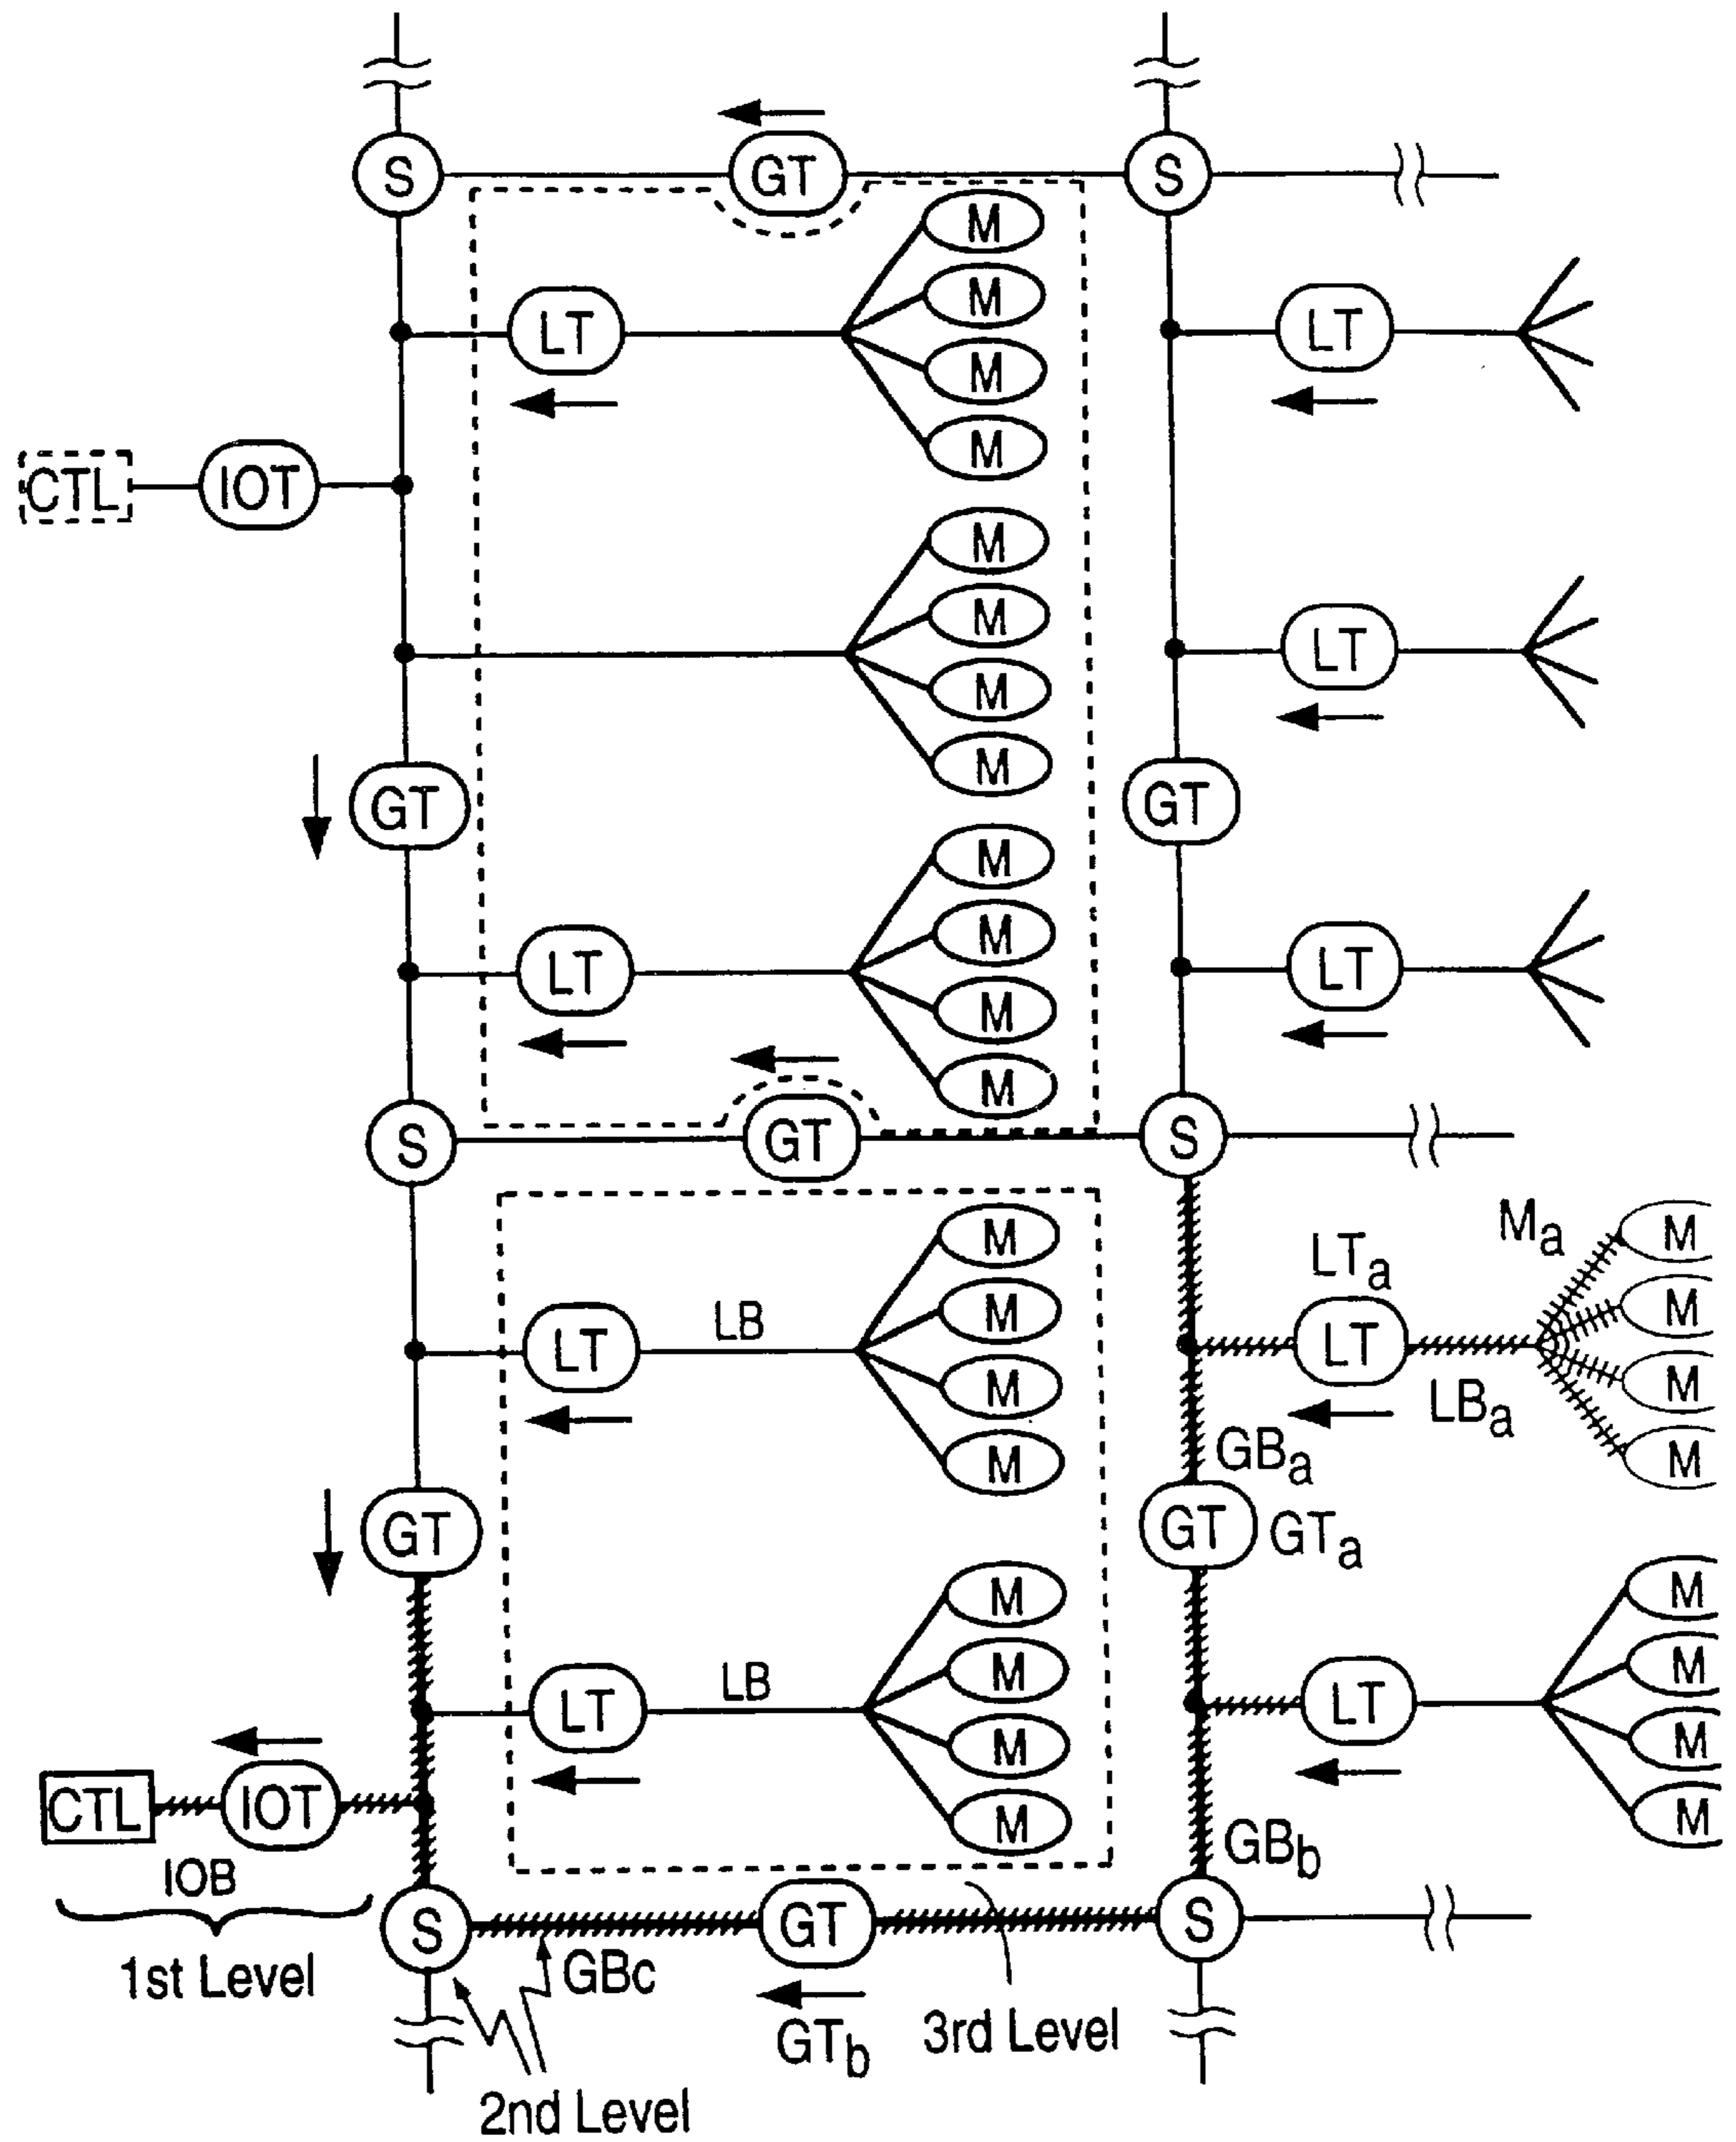 S GT S
M
M
LT LT
M
M
CTL IOT
M
M
LT
M
M
GT GT
M
M
LT LT
M
M
S GT S
M
Ma M
LTa
M LB M
LT LT
M LBa M
M GBa M
GT GT GTa
M M
M LB M
LT LT
M M
CTL IOT M M
GBb
IOB
S GT S
1st Level GBc
GTb 3rd Level
2nd Level